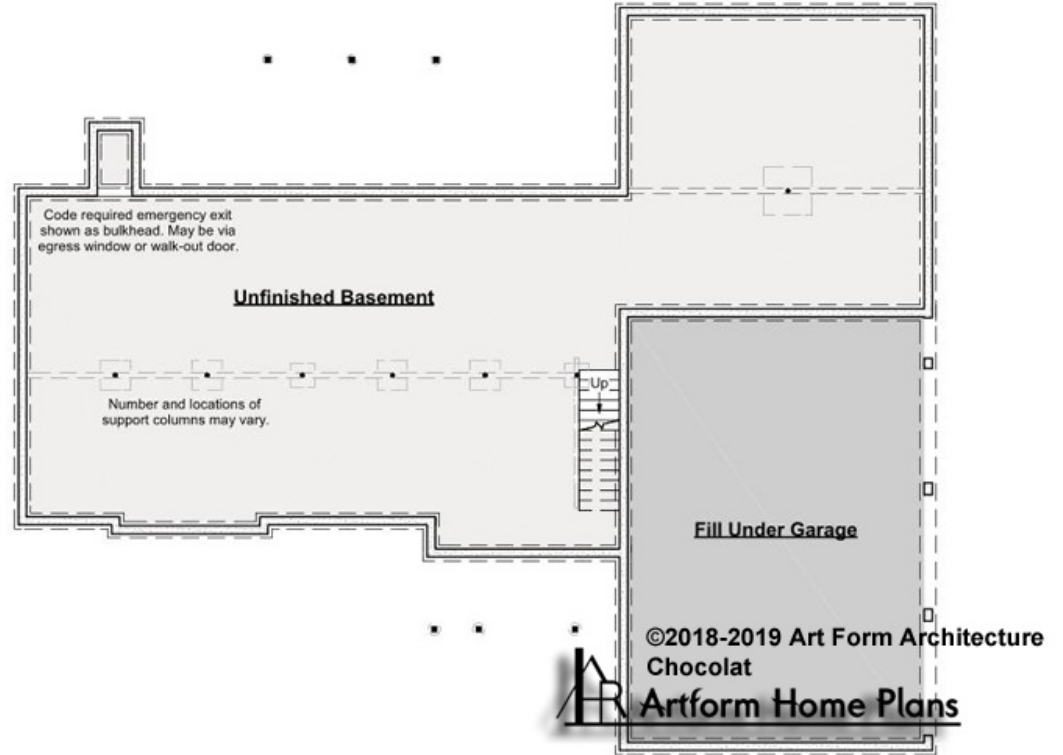 Code required emergency exit
shown as bulkhead. May be via
egress window or walk-out door.
Unfinished Basement
Up
Number and locations of
support columns may vary.
Fill Under Garage
©2018-2019 Art Form Architecture
Chocolat
Artform Home Plans